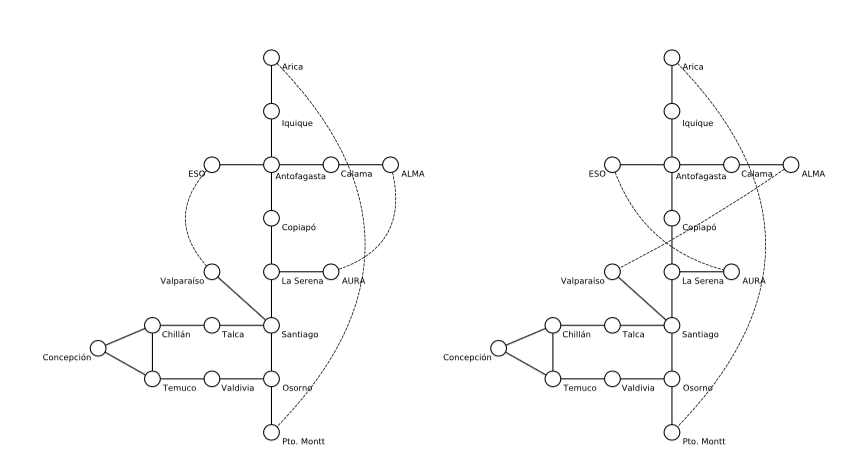 Arica
Iquique
ESO
Antofagasta
Calama
ALMA
Copiapó
Valparaíso
La Serena
AURA
Chillán
Talca
Santiago
Concepción
Temuco
Valdivia
Osorno
Pto. Montt
Arica
Iquique
ESO
Antofagasta
Calama
ALMA
Copiapó
Valparaíso
La Serena
AURA
Chillán
Talca
Santiago
Concepción
Temuco
Valdivia
Osorno
Pto. Montt